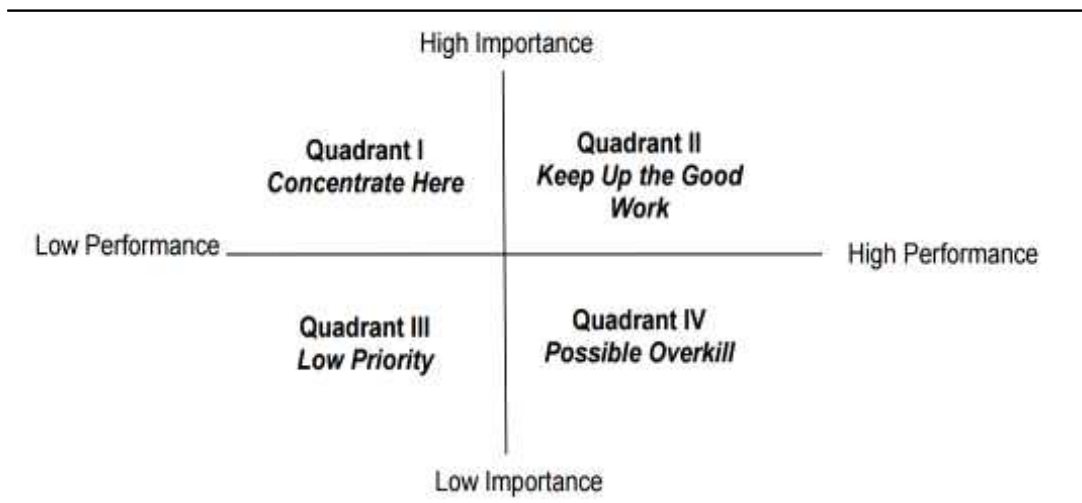 High Importance
Quadrant I
Concentrate Here
Quadrant II
Keep Up the Good
Work
Low Performance
High Performance
Quadrant III
Low Priority
Quadrant IV
Possible Overkill
Low Importance